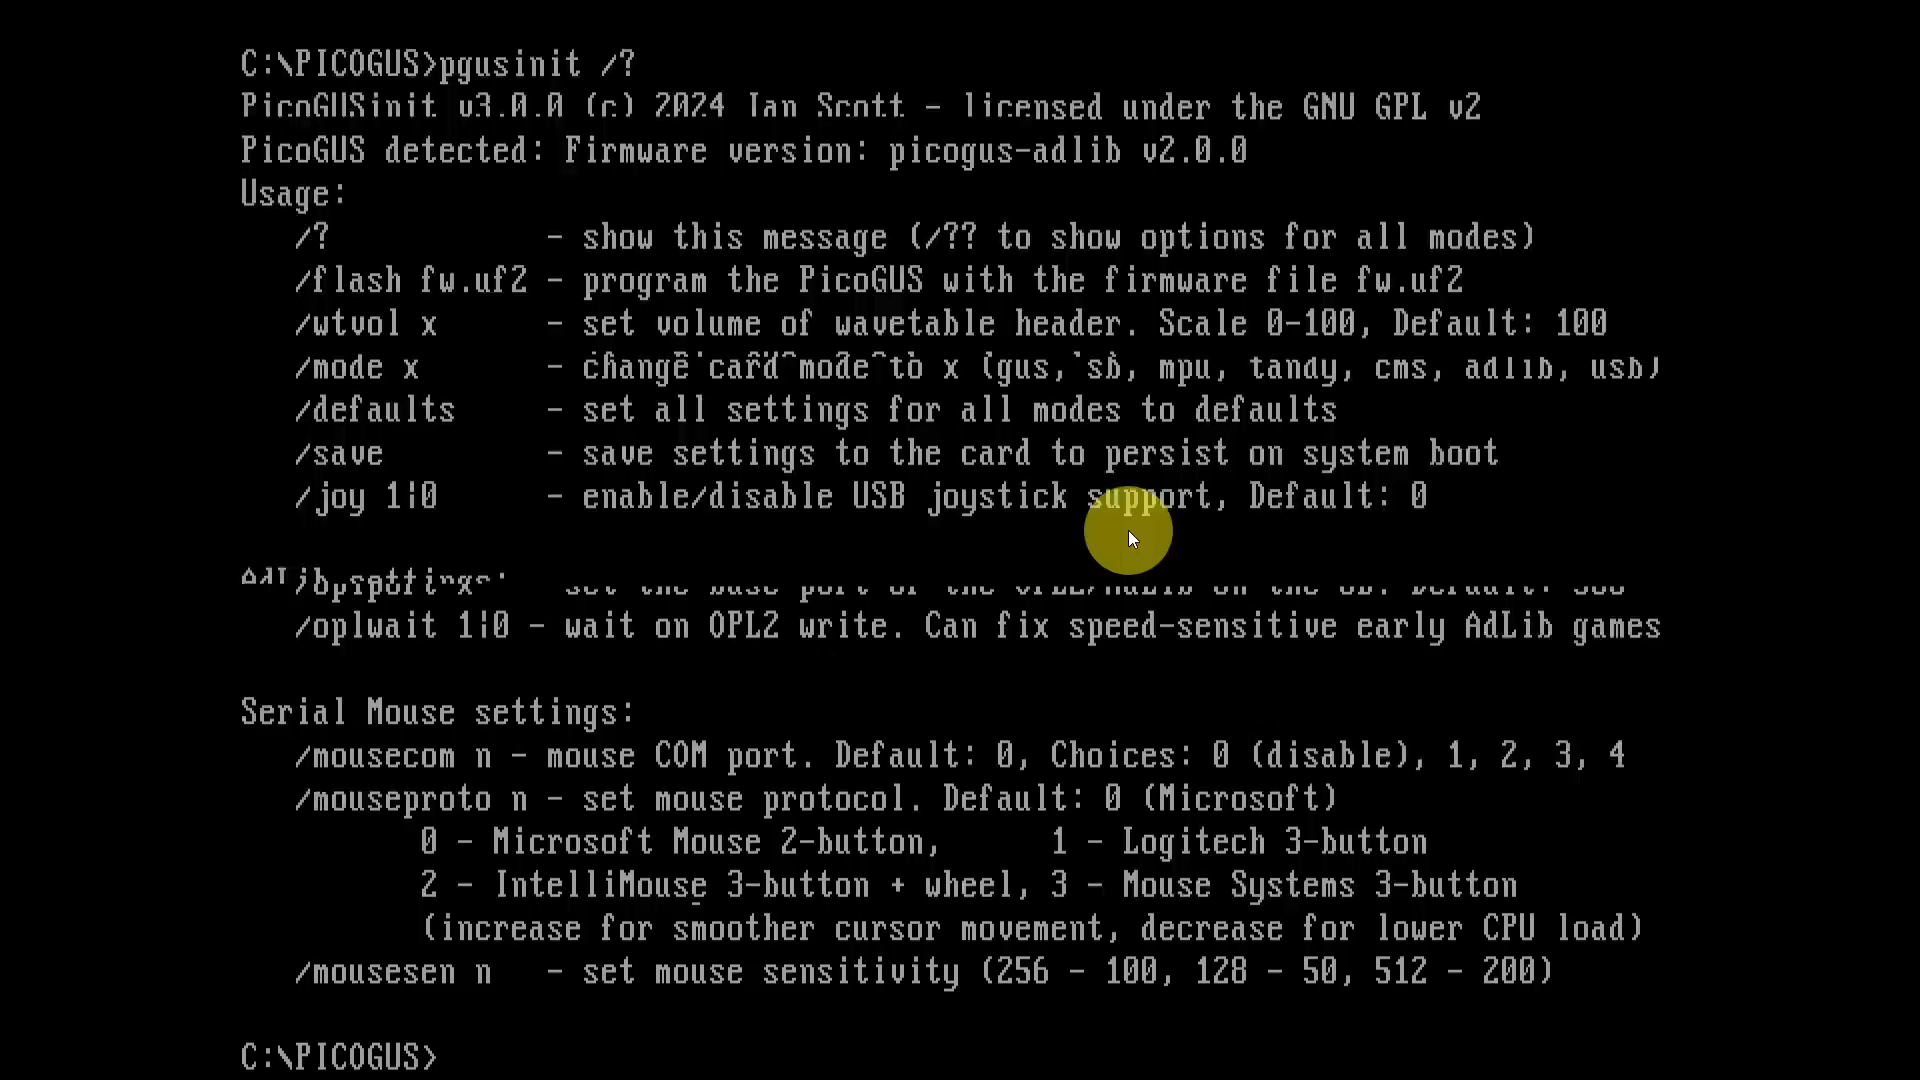 C:\PICOGUS>pgusinit /?
PicoGUSinit v3.0.0 (c) 2024 Ian Scott - licensed under the GNU GPL v2
PicoGUS detected: Firmware version: picogus-adlib v2.0.0
Usage:
/? - show this message (/?? to show options for all modes)
/flash fw.uf2 - program the PicoGUS with the firmware file fw.uf2
/wtvol x - set volume of wavetable header. Scale 0-100, Default: 100
/mode x - change card mode to x (gus, sb, mpu, tandy, cms, adlib, usb)
/defaults - set all settings for all modes to defaults
/save - save settings to the card to persist on system boot
/joy 1|0 - enable/disable USB joystick support, Default: 0
set the base port of the on the Default:
/oplwait 1|0 - wait on OPL2 write. Can fix speed-sensitive early AdLib games
Serial Mouse settings:
/mousecom n - mouse COM port. Default: 0, Choices: 0 (disable), 1, 2, 3, 4
/mouseproto n - set mouse protocol. Default: 0 (Microsoft)
0 - Microsoft Mouse 2-button, 1 - Logitech 3-button
2 - IntelliMouse 3-button + wheel, 3 - Mouse Systems 3-button
(increase for smoother cursor movement, decrease for lower CPU load)
/mousesen n - set mouse sensitivity (256 - 100, 128 - 50, 512 - 200)
C:\PICOGUS>